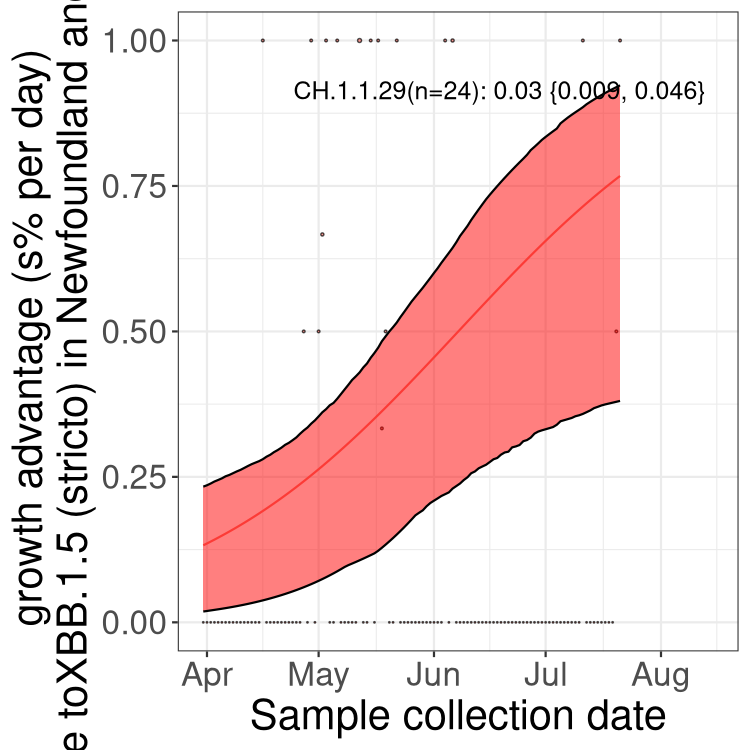 growth advantage (s% per day)
toXBB.1.5 (stricto) in Newfoundland
1.00
CH.1.1.29(n=24): 0.03 {0.009, 0.046}
0.75
0.50
0.25
0.00
Apr May Jun Jul Aug
Sample collection date